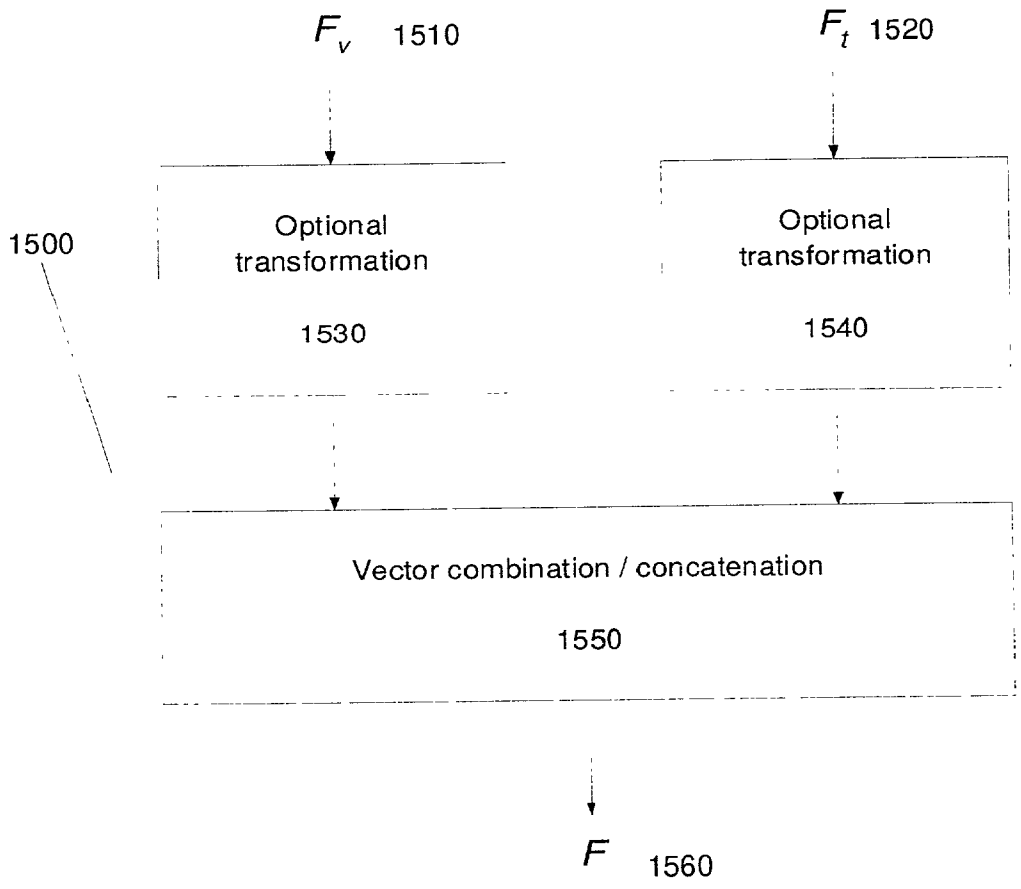 F_v 1510
F_t 1520
1500
Optional
transformation
1530
Optional
transformation
1540
Vector combination / concatenation
1550
F 1560